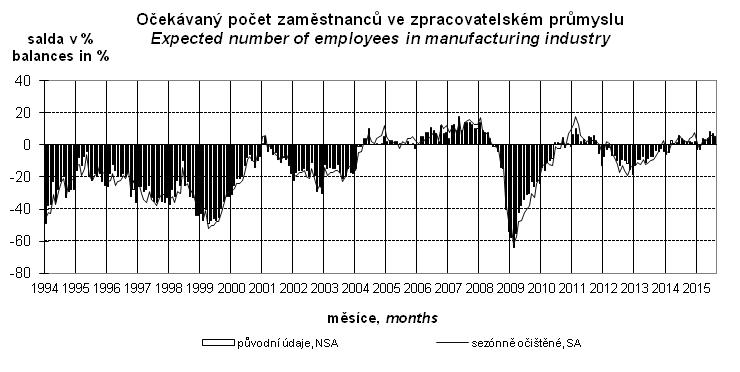 Očekávaný počet zaměstnanců ve zpracovatelském průmyslu
Expected number of employees in manufacturing industry
salda v %
balances in %
40
20
0
-20
-40
-60
-80
1994 1995 1996 1997 1998 1999 2000 2001 2002 2003 2004 2005 2006 2007 2008 2009 2010 2011 2012 2013 2014 2015
měsíce, months
původní údaje, NSA
sezónně očištěné, SA